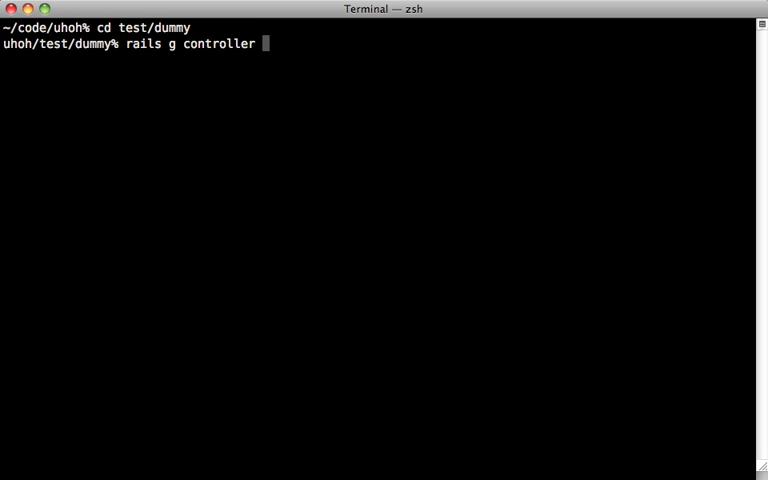 Terminal — zsh
~/code/uhoh% cd test/dummy
uhoh/test/dummy% rails g controller